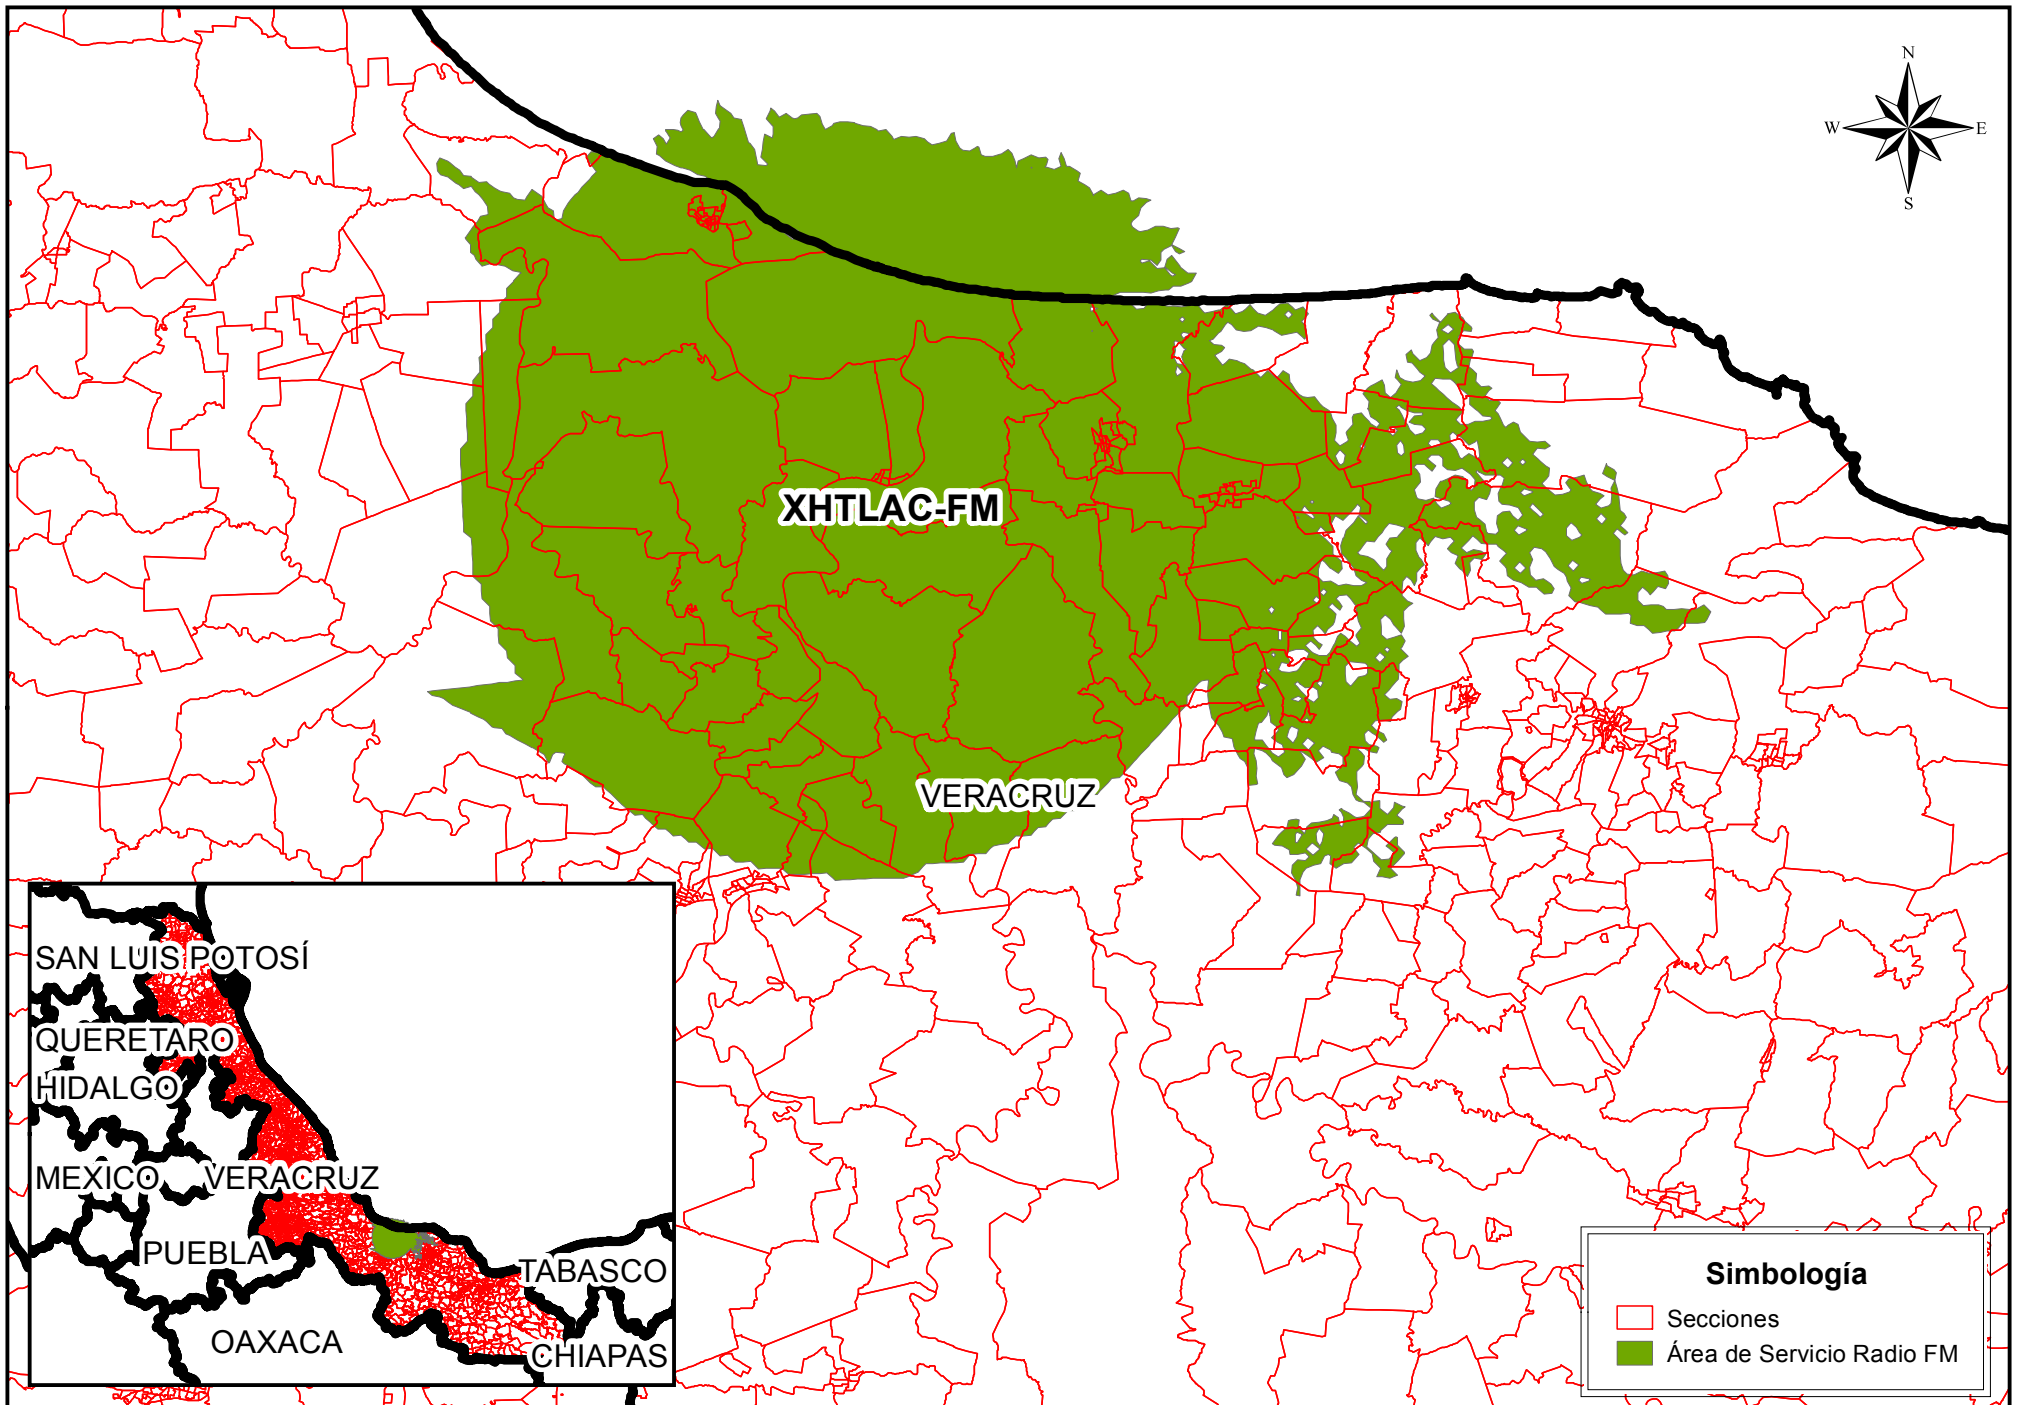 N
W E
S
XHTLAC-FM
VERACRUZ
SAN LUIS POTOSÍ
QUERETARO
HIDALGO
MEXICO
VERACRUZ
PUEBLA
TABASCO
OAXACA
CHIAPAS
Simbología
Secciones
Área de Servicio Radio FM